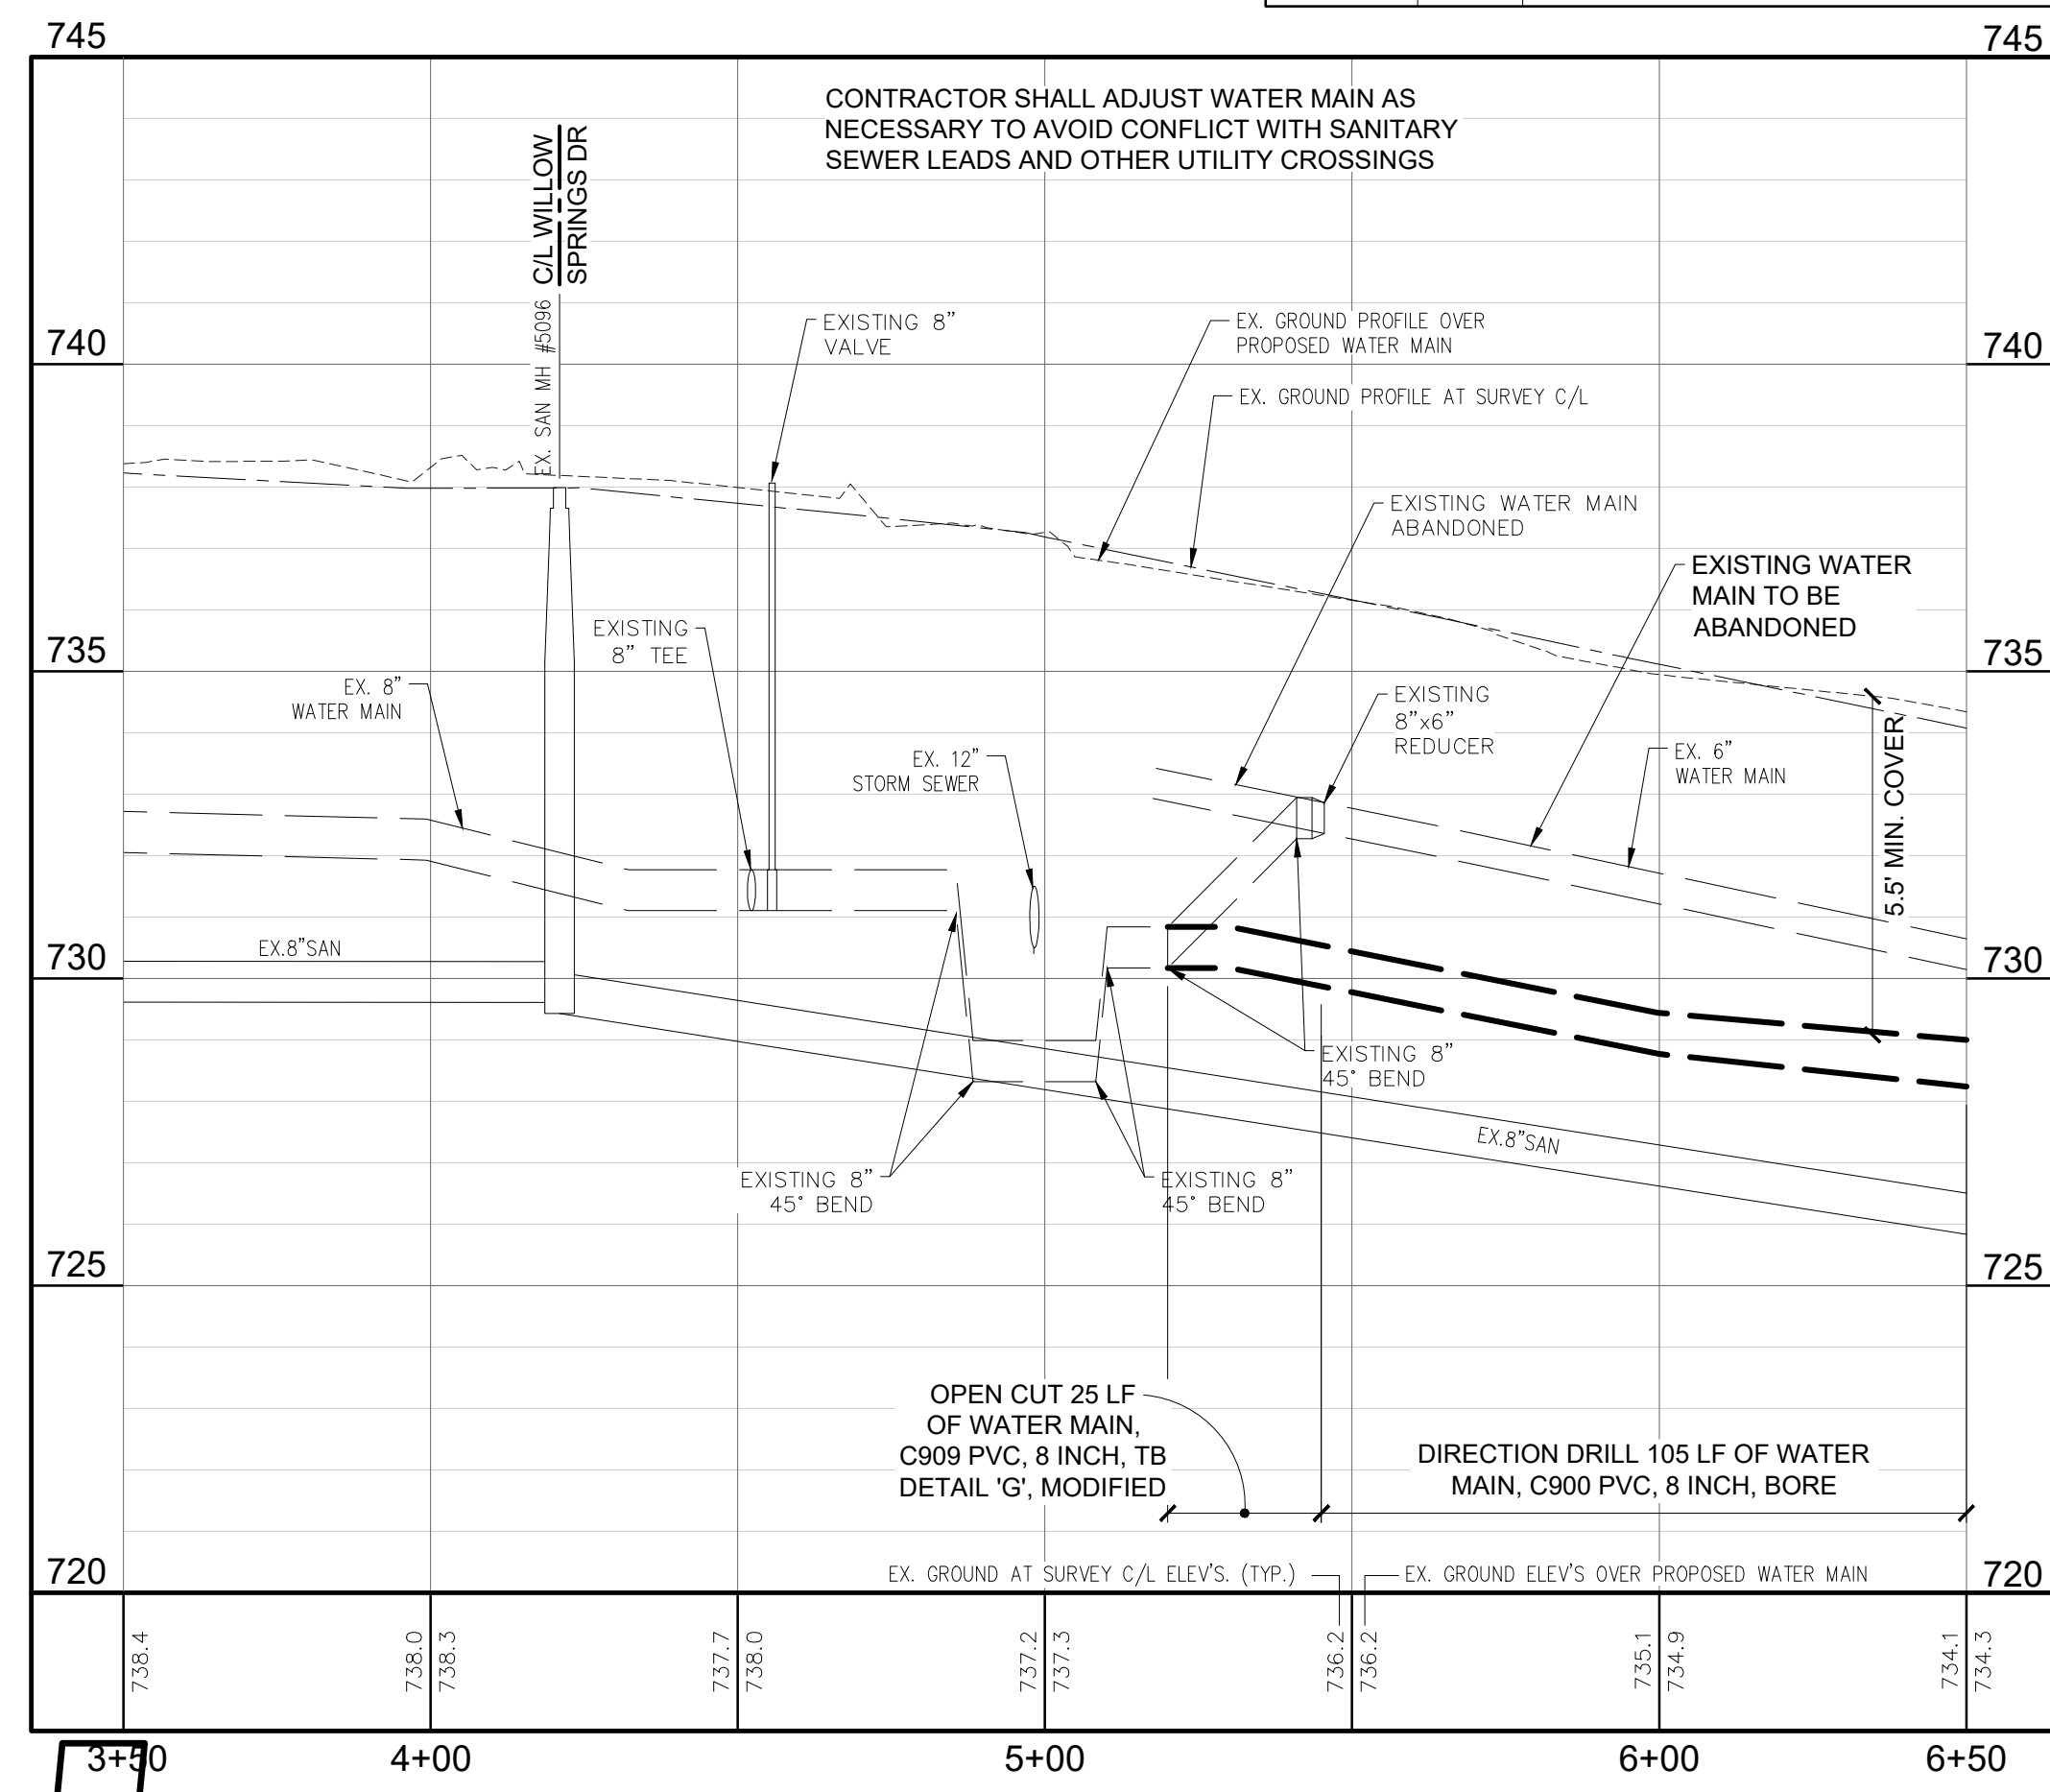 745
745
CONTRACTOR SHALL ADJUST WATER MAIN AS
NECESSARY TO AVOID CONFLICT WITH SANITARY
SEWER LEADS AND OTHER UTILITY CROSSINGS
C/L WILLOW
SPRINGS DR
EX. SAN MH #5096
EXISTING 8”
VALVE
EX. GROUND PROFILE OVER
PROPOSED WATER MAIN
740
740
EX. GROUND PROFILE AT SURVEY C/L
EXISTING WATER MAIN
ABANDONED
EXISTING WATER
MAIN TO BE
ABANDONED
EXISTING
8” TEE
735
735
EX. 8”
WATER MAIN
EXISTING
8”x6”
REDUCER
EX. 12”
STORM SEWER
EX. 6”
WATER MAIN
5.5' MIN. COVER
EX.8”SAN
730
730
EXISTING 8”
45° BEND
EX.8”SAN
EXISTING 8”
45° BEND
EXISTING 8”
45° BEND
725
725
OPEN CUT 25 LF
OF WATER MAIN,
C909 PVC, 8 INCH, TB
DETAIL 'G', MODIFIED
DIRECTION DRILL 105 LF OF WATER
MAIN, C900 PVC, 8 INCH, BORE
720
720
EX. GROUND AT SURVEY C/L ELEV'S. (TYP.)
EX. GROUND ELEV'S OVER PROPOSED WATER MAIN
738.4
738.0
738.3
737.7
738.0
737.2
737.3
736.2
736.2
735.1
734.9
734.1
734.3
3+50
4+00
5+00
6+00
6+50